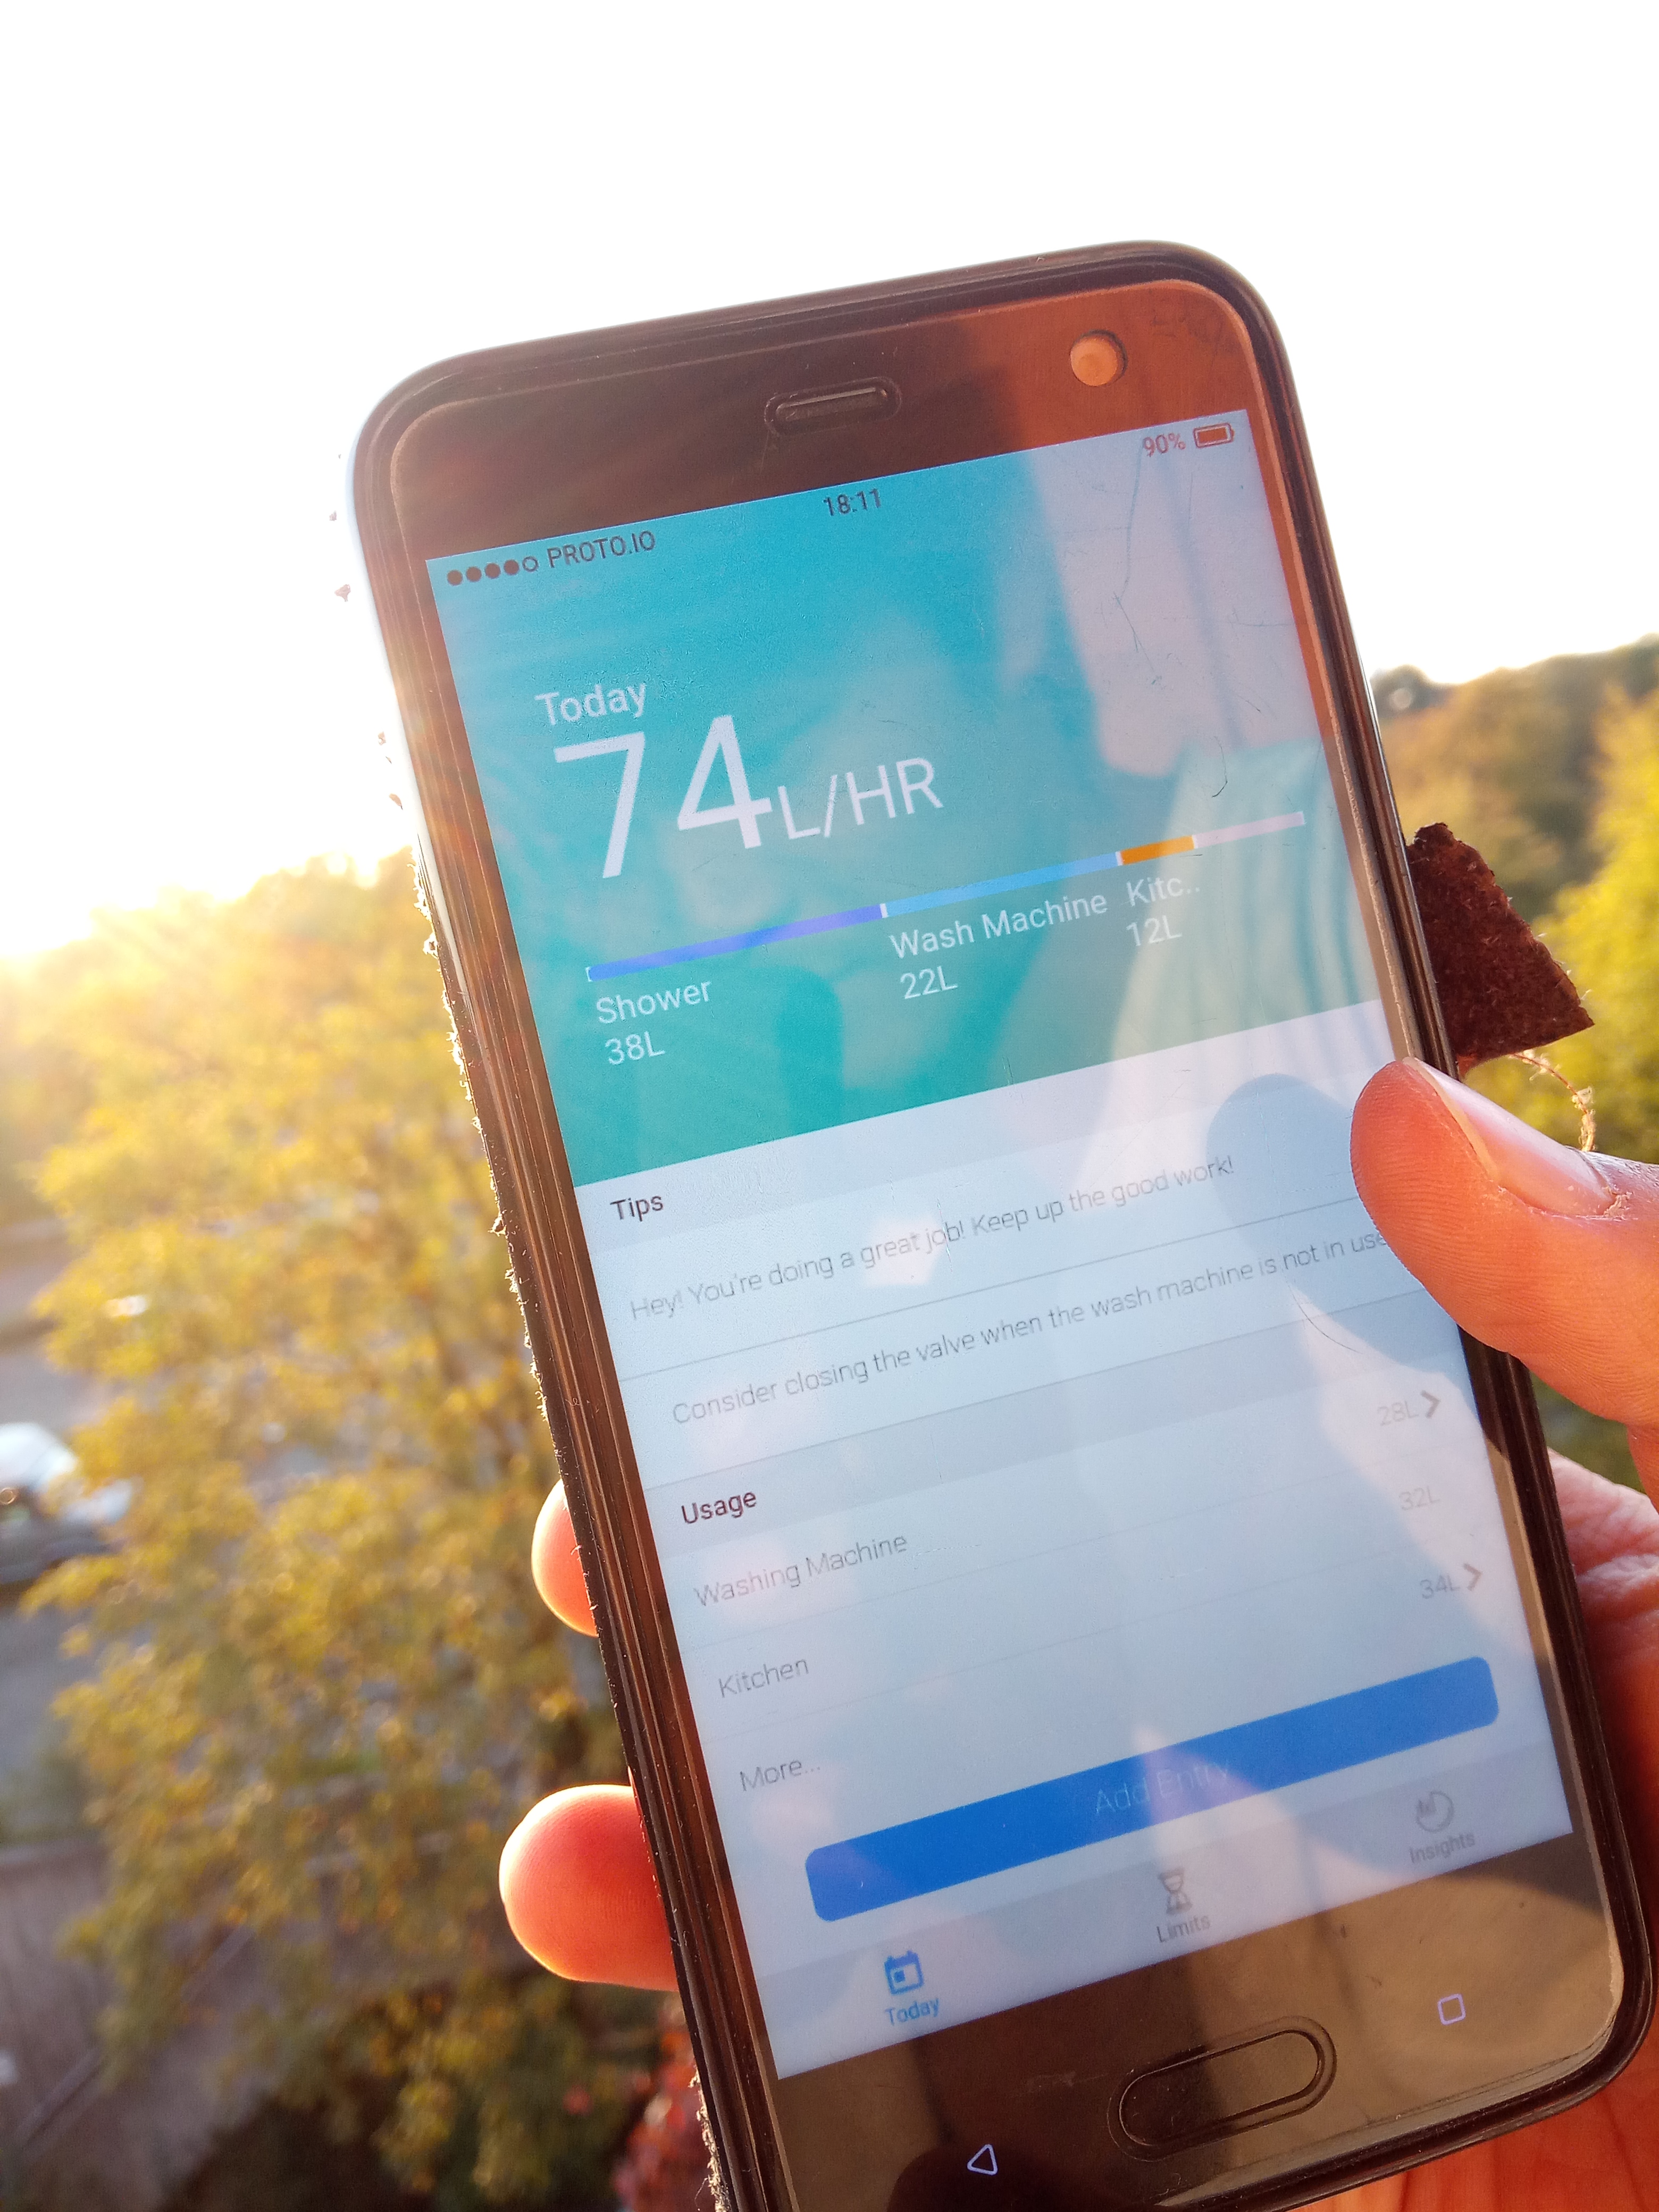 PROTO.IO 18:11 90%
Today
74L/HR
Shower Wash Machine Kitc..
38L 22L 12L
Tips
Hey! You're doing a great job! Keep up the good work!
Consider closing the valve when the wash machine is not in use
Usage
Washing Machine 28L
Kitchen 32L
More... 34L
Add Entry
Today Limits Insights